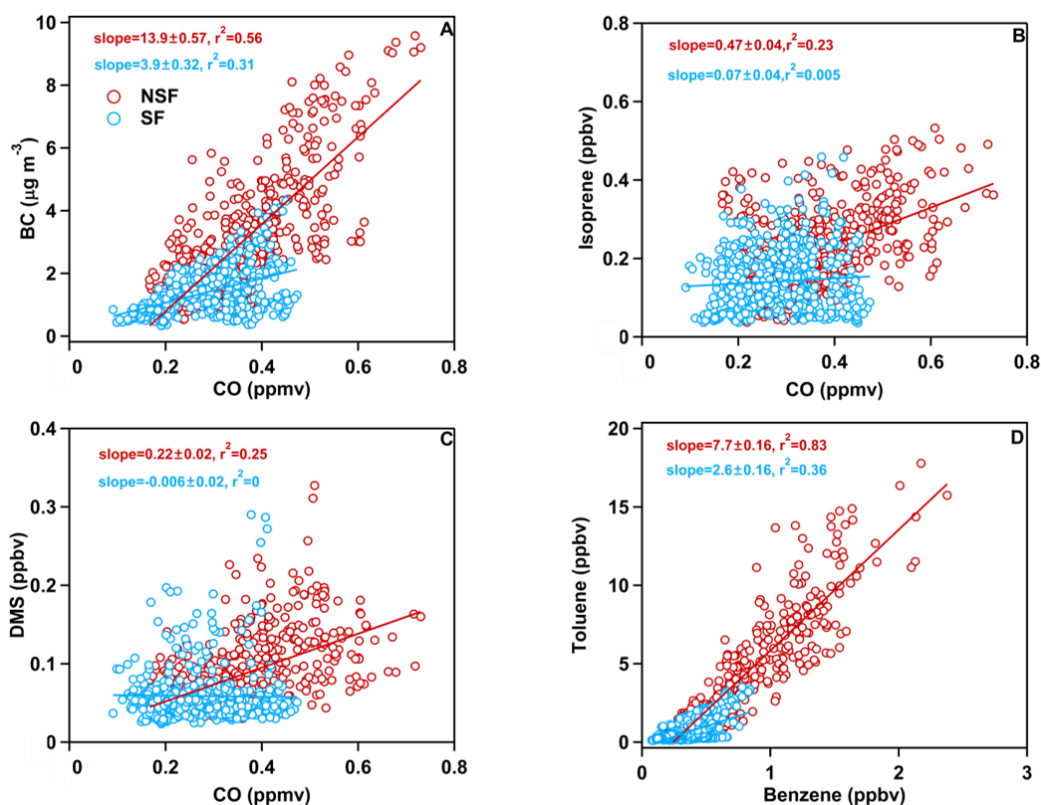 A
slope=13.9±0.57, r²=0.56
slope=3.9±0.32, r²=0.31
NSF
SF
10
8
6
4
2
0
BC (µg m⁻³)
0 0.2 0.4 0.6 0.8
CO (ppmv)
B
slope=0.47±0.04,r²=0.23
slope=0.07±0.04,r²=0.005
0.8
0.6
0.4
0.2
0
Isoprene (ppbv)
0 0.2 0.4 0.6 0.8
CO (ppmv)
C
slope=0.22±0.02, r²=0.25
slope=-0.006±0.02, r²=0
0.4
0.3
0.2
0.1
0
DMS (ppbv)
0 0.2 0.4 0.6 0.8
CO (ppmv)
D
slope=7.7±0.16, r²=0.83
slope=2.6±0.16, r²=0.36
20
15
10
5
0
Toluene (ppbv)
0 1 2 3
Benzene (ppbv)